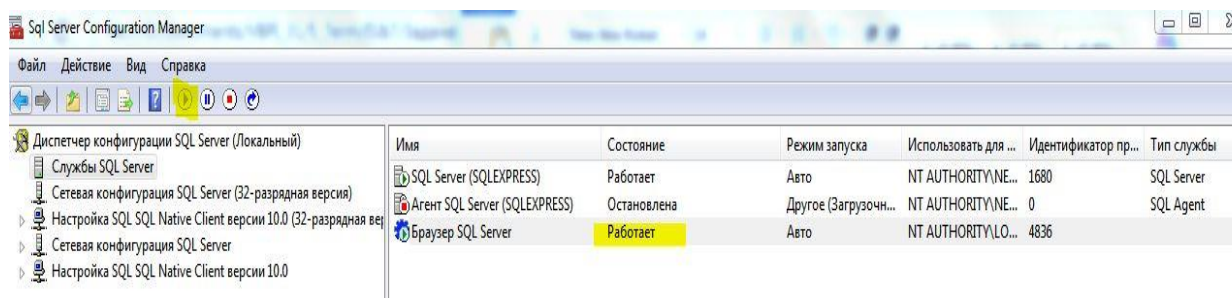 Sql Server Configuration Manager
Файл Действие Вид Справка
Диспетчер конфигурации SQL Server (Локальный)
Службы SQL Server
Сетевая конфигурация SQL Server (32-разрядная версия)
Настройка SQL SQL Native Client версии 10.0 (32-разрядная вер
Сетевая конфигурация SQL Server
Настройка SQL SQL Native Client версии 10.0
Имя Состояние Режим запуска Использовать для ... Идентификатор пр... Тип службы
SQL Server (SQLEXPRESS) Работает Авто NT AUTHORITY\NE... 1680 SQL Server
Агент SQL Server (SQLEXPRESS) Остановлена Другое (Загрузочн... NT AUTHORITY\NE... 0 SQL Agent
Браузер SQL Server Работает Авто NT AUTHORITY\LO... 4836